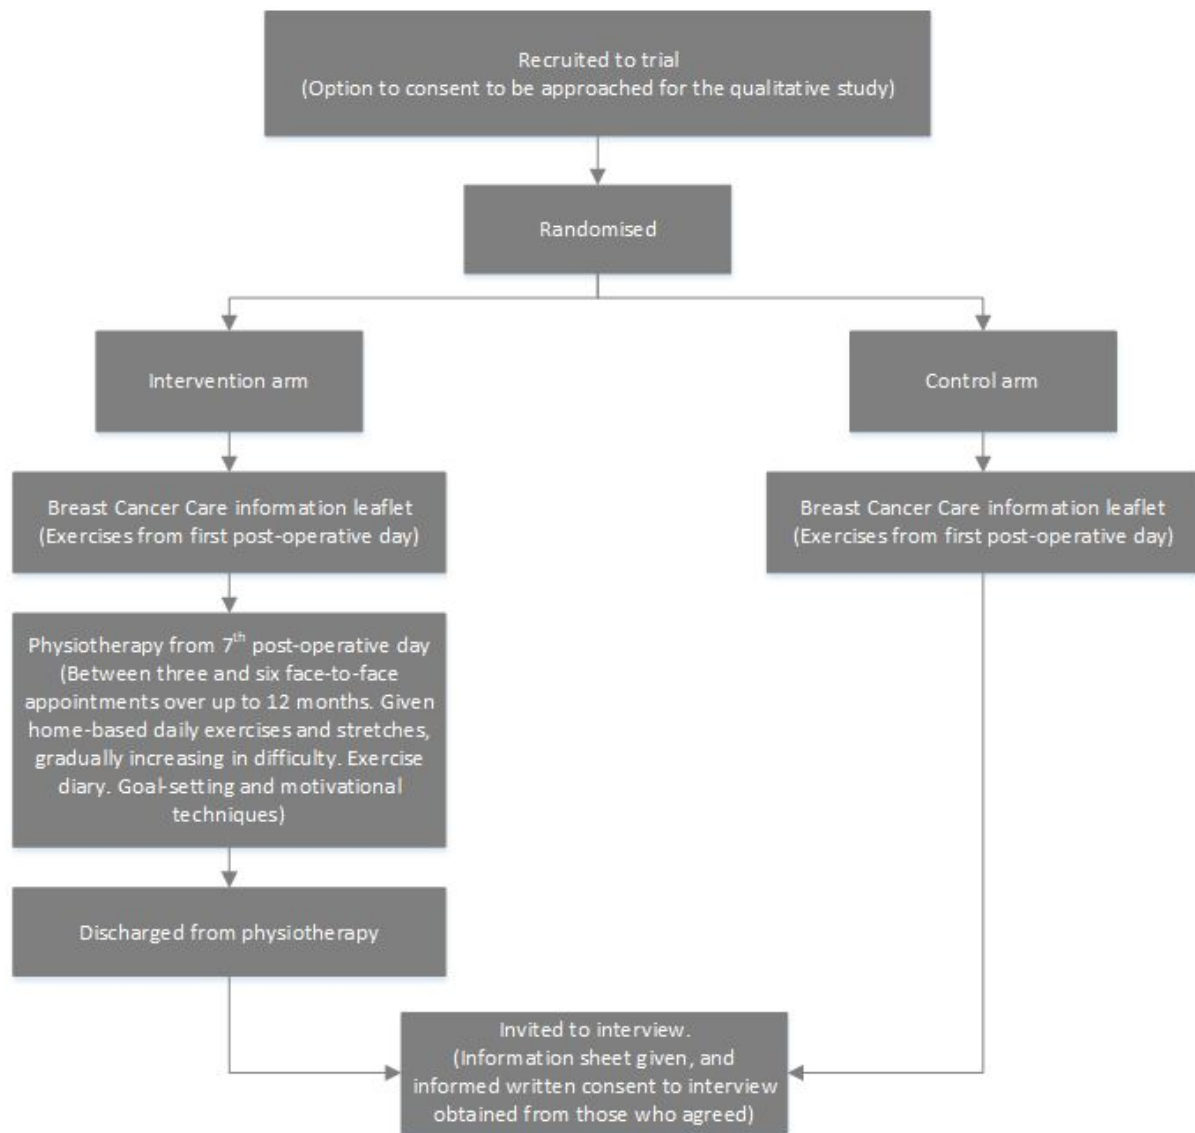 Recruited to trial
(Option to consent to be approached for the qualitative study)
Randomised
Intervention arm
Control arm
Breast Cancer Care information leaflet
(Exercises from first post-operative day)
Breast Cancer Care information leaflet
(Exercises from first post-operative day)
Physiotherapy from 7th post-operative day
(Between three and six face-to-face
appointments over up to 12 months. Given
home-based daily exercises and stretches,
gradually increasing in difficulty. Exercise
diary. Goal-setting and motivational
techniques)
Discharged from physiotherapy
Invited to interview.
(Information sheet given, and
informed written consent to interview
obtained from those who agreed)